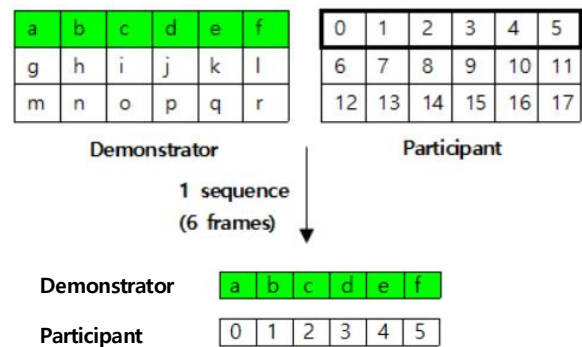 a b c d e f 0 1 2 3 4 5
g h i j k l 6 7 8 9 10 11
m n o p q r 12 13 14 15 16 17
Demonstrator Participant
1 sequence
(6 frames)
Demonstrator a b c d e f
Participant 0 1 2 3 4 5